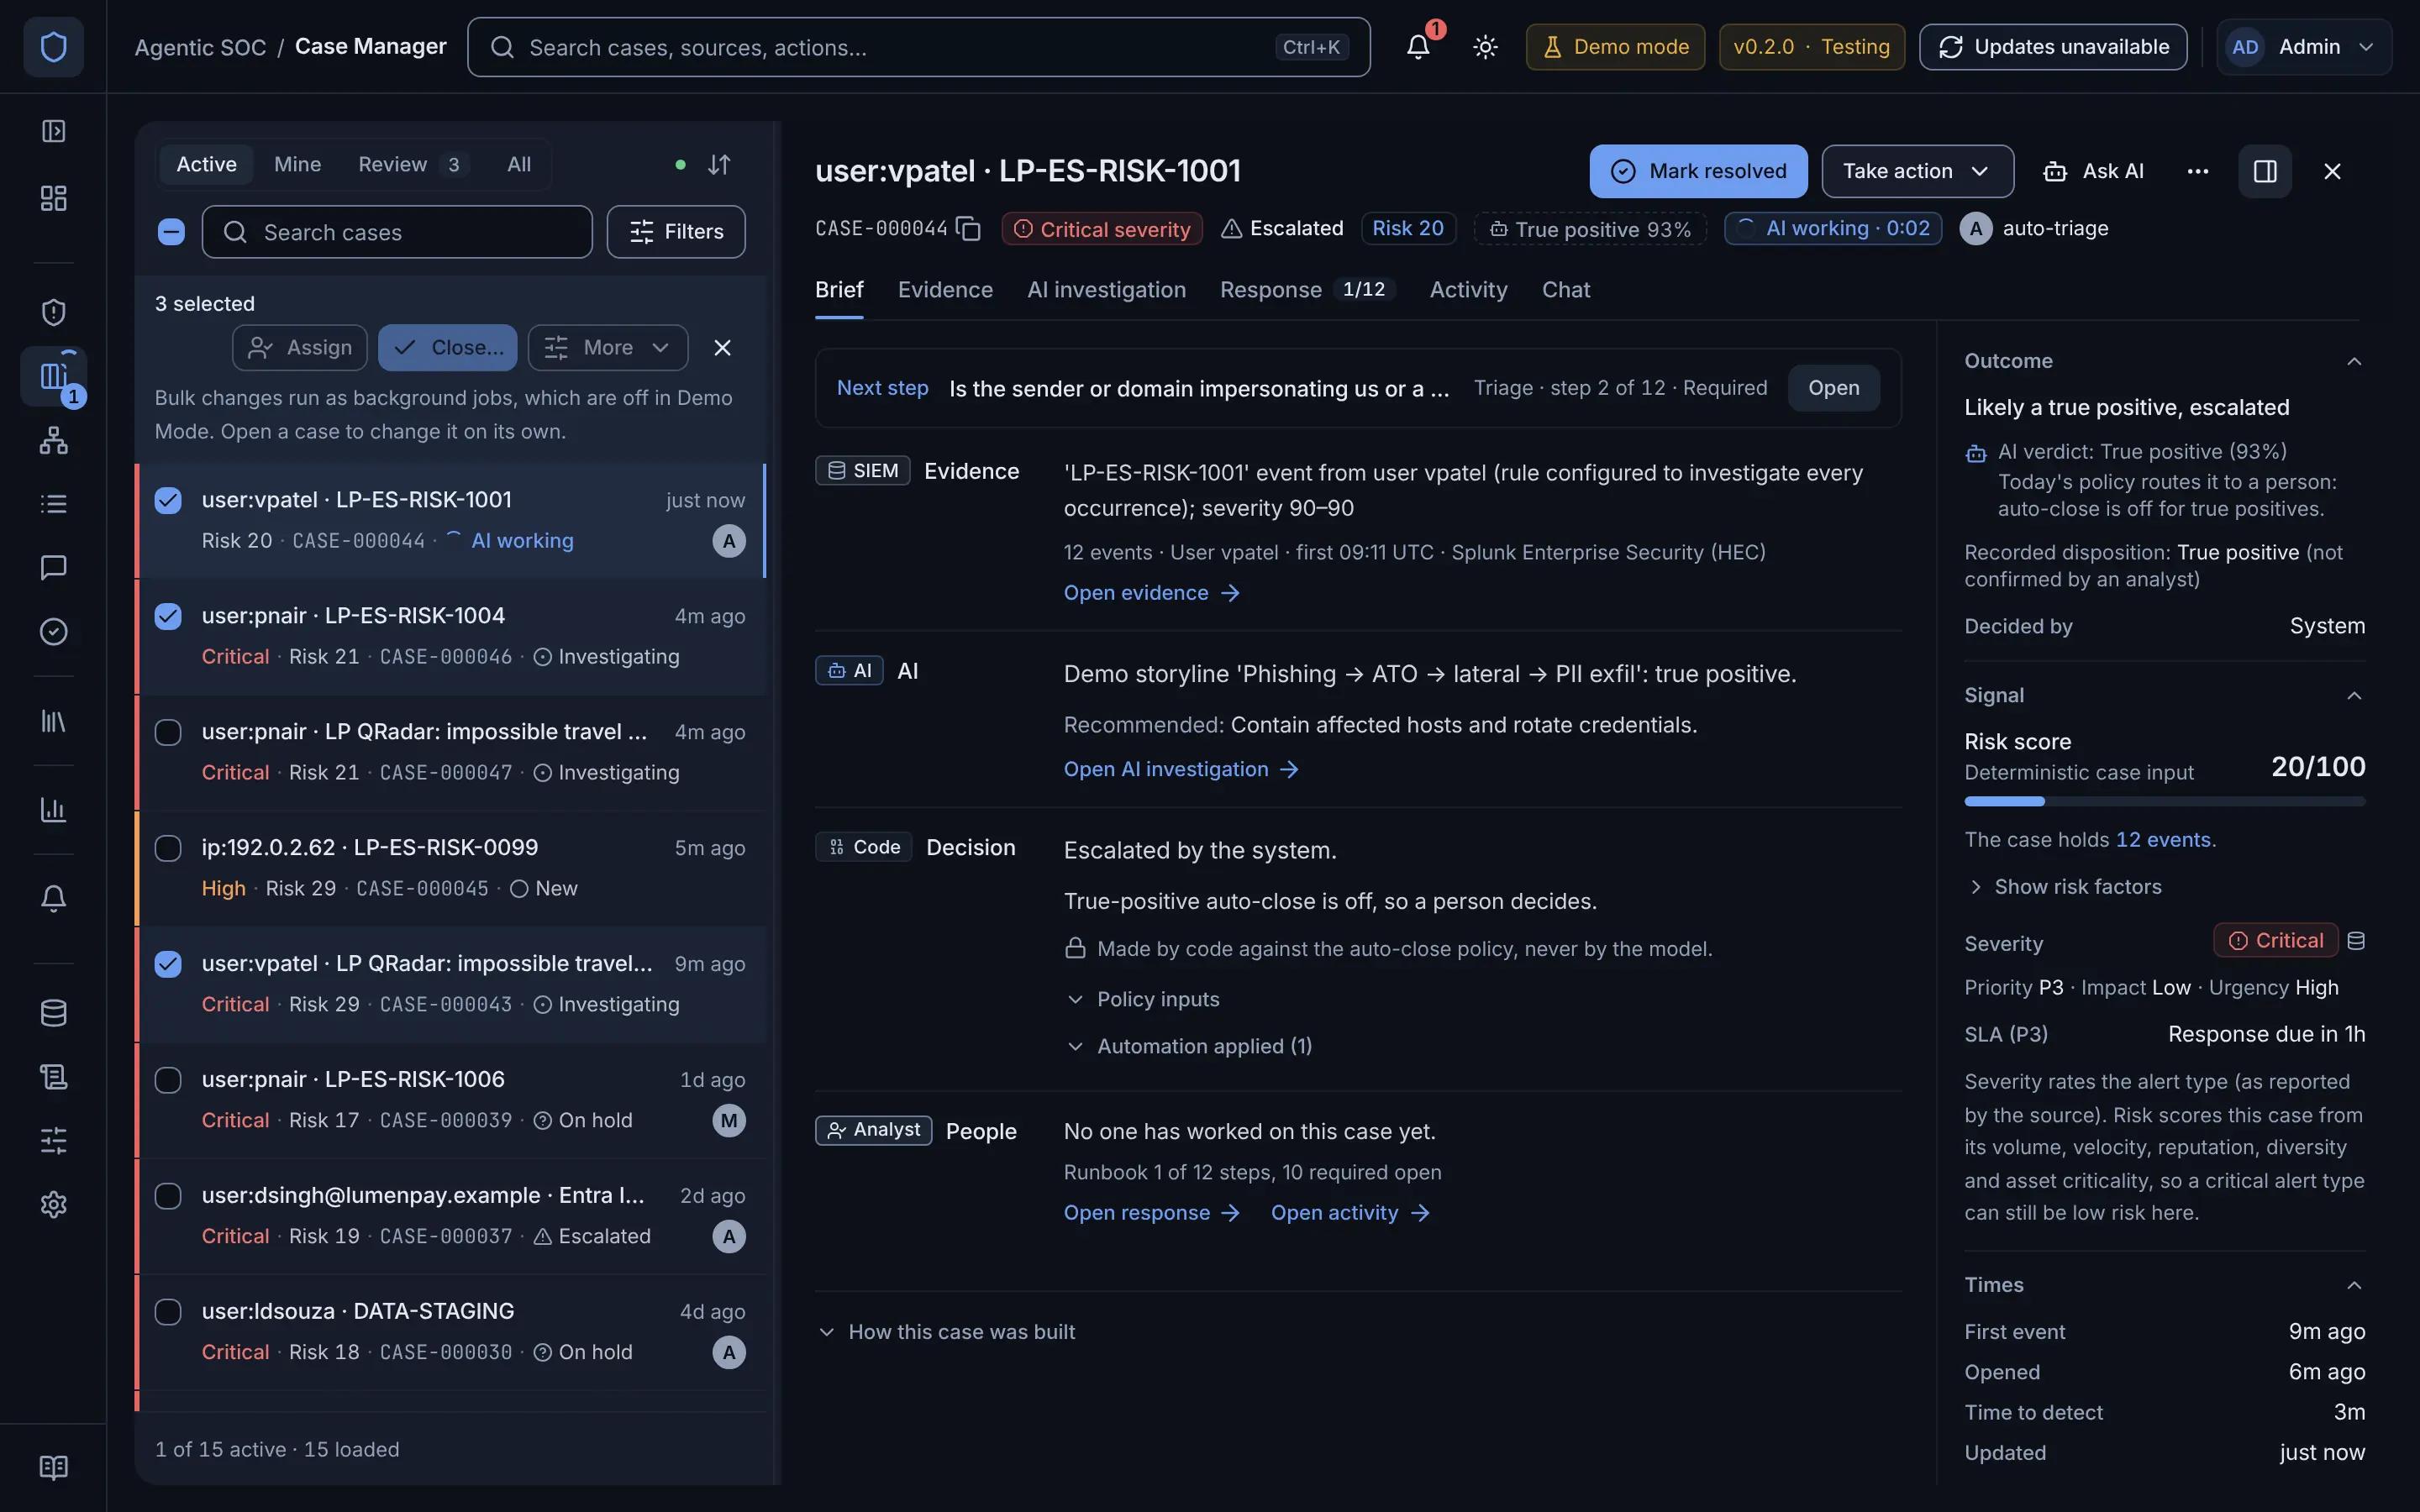 Agentic SOC / Case Manager
Search cases, sources, actions...
Ctrl+K
1
Demo mode
v0.2.0 · Testing
Updates unavailable
AD
Admin
1
Active
Mine
Review 3
All
Search cases
Filters
3 selected
Assign
Close...
More
Bulk changes run as background jobs, which are off in Demo
Mode. Open a case to change it on its own.
user:vpatel · LP-ES-RISK-1001
just now
Risk 20 · CASE-000044 · AI working
A
user:pnair · LP-ES-RISK-1004
4m ago
Critical · Risk 21 · CASE-000046 · Investigating
user:pnair · LP QRadar: impossible travel ...
4m ago
Critical · Risk 21 · CASE-000047 · Investigating
ip:192.0.2.62 · LP-ES-RISK-0099
5m ago
High · Risk 29 · CASE-000045 · New
user:vpatel · LP QRadar: impossible travel...
9m ago
Critical · Risk 29 · CASE-000043 · Investigating
user:pnair · LP-ES-RISK-1006
1d ago
Critical · Risk 17 · CASE-000039 · On hold
M
user:dsingh@lumenpay.example · Entra I...
2d ago
Critical · Risk 19 · CASE-000037 · Escalated
A
user:ldsouza · DATA-STAGING
4d ago
Critical · Risk 18 · CASE-000030 · On hold
A
1 of 15 active · 15 loaded
user:vpatel · LP-ES-RISK-1001
Mark resolved
Take action
Ask AI
CASE-000044
Critical severity
Escalated
Risk 20
True positive 93%
AI working · 0:02
A
auto-triage
Brief
Evidence
AI investigation
Response 1/12
Activity
Chat
Next step
Is the sender or domain impersonating us or a ...
Triage · step 2 of 12 · Required
Open
SIEM
Evidence
'LP-ES-RISK-1001' event from user vpatel (rule configured to investigate every
occurrence); severity 90–90
12 events · User vpatel · first 09:11 UTC · Splunk Enterprise Security (HEC)
Open evidence →
AI
AI
Demo storyline 'Phishing → ATO → lateral → PII exfil': true positive.
Recommended: Contain affected hosts and rotate credentials.
Open AI investigation →
Code
Decision
Escalated by the system.
True-positive auto-close is off, so a person decides.
Made by code against the auto-close policy, never by the model.
Policy inputs
Automation applied (1)
Analyst
People
No one has worked on this case yet.
Runbook 1 of 12 steps, 10 required open
Open response →
Open activity →
How this case was built
Outcome
Likely a true positive, escalated
AI verdict: True positive (93%)
Today's policy routes it to a person:
auto-close is off for true positives.
Recorded disposition: True positive (not
confirmed by an analyst)
Decided by
System
Signal
Risk score
Deterministic case input
20/100
The case holds 12 events.
Show risk factors
Severity
Critical
Priority P3 · Impact Low · Urgency High
SLA (P3)
Response due in 1h
Severity rates the alert type (as reported
by the source). Risk scores this case from
its volume, velocity, reputation, diversity
and asset criticality, so a critical alert type
can still be low risk here.
Times
First event
9m ago
Opened
6m ago
Time to detect
3m
Updated
just now